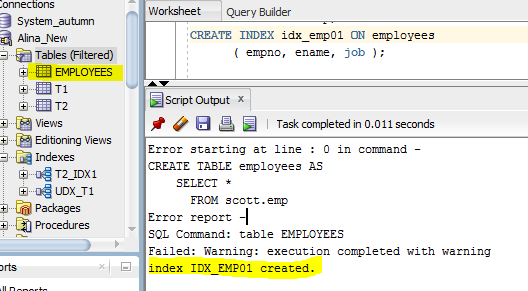 Connections
System_autumn
Alina_New
Tables (Filtered)
EMPLOYEES
T1
T2
Views
Editioning Views
Indexes
T2_IDX1
UDX_T1
Packages
Procedures
orts
All Reports
Worksheet
Query Builder
CREATE INDEX idx_emp01 ON employees
( empno, ename, job );
Script Output x
Task completed in 0.011 seconds
Error starting at line : 0 in command -
CREATE TABLE employees AS
SELECT *
FROM scott.emp
Error report -
SQL Command: table EMPLOYEES
Failed: Warning: execution completed with warning
index IDX_EMP01 created.